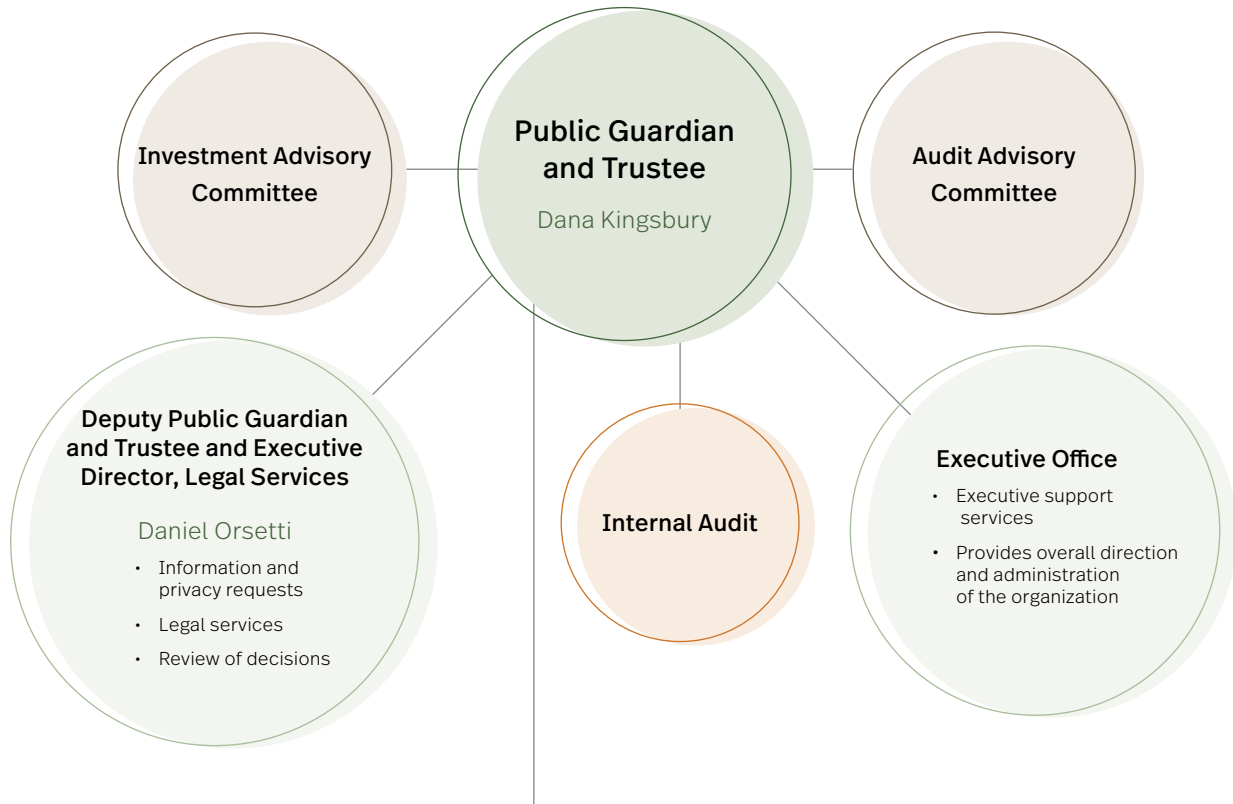 Investment Advisory
Committee
Public Guardian
and Trustee
Dana Kingsbury
Audit Advisory
Committee
Deputy Public Guardian
and Trustee and Executive
Director, Legal Services
Daniel Orsetti
• Information and
privacy requests
• Legal services
• Review of decisions
Internal Audit
Executive Office
• Executive support
services
• Provides overall direction
and administration
of the organization